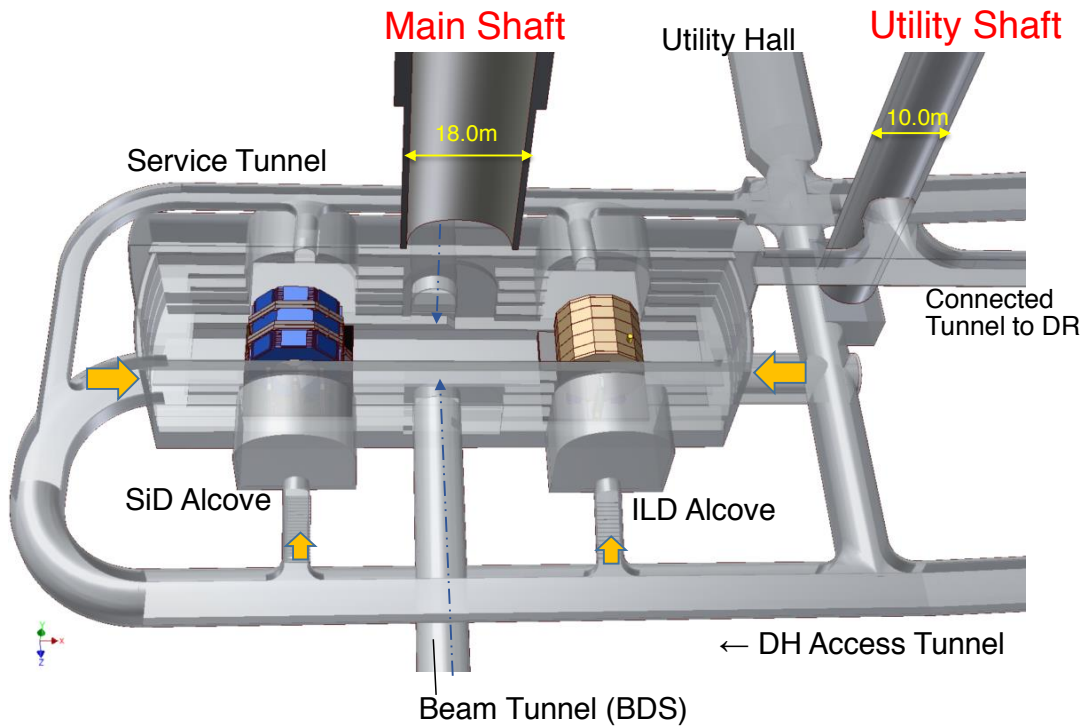 Main Shaft
Utility Hall
Utility Shaft
18.0m
10.0m
Service Tunnel
Connected
Tunnel to DR
SiD Alcove
ILD Alcove
Y
X
Z
← DH Access Tunnel
Beam Tunnel (BDS)